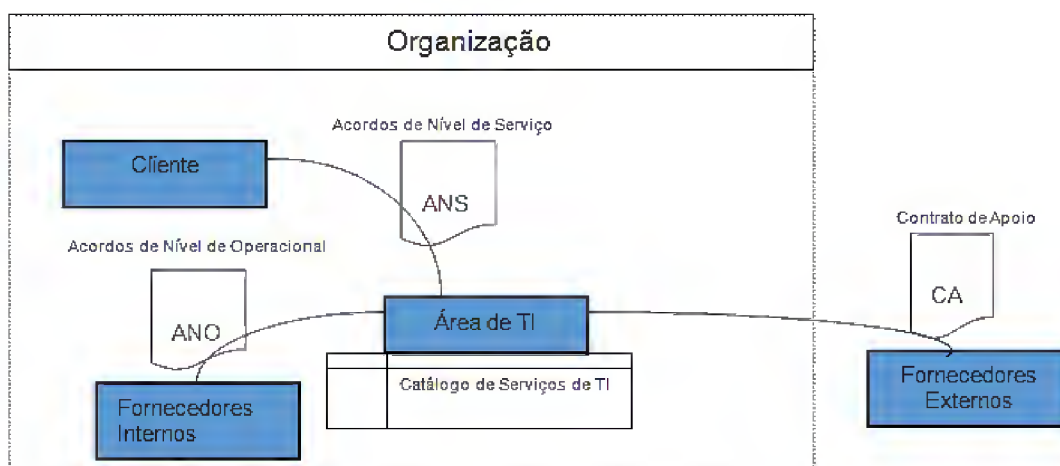 Organização
Acordos de Nível de Serviço
Cliente
ANS
Contrato de Apoio
Acordos de Nível de Operacional
CA
ANO
Área de TI
Catálogo de Serviços de TI
Fornecedores
Internos
Fornecedores
Externos